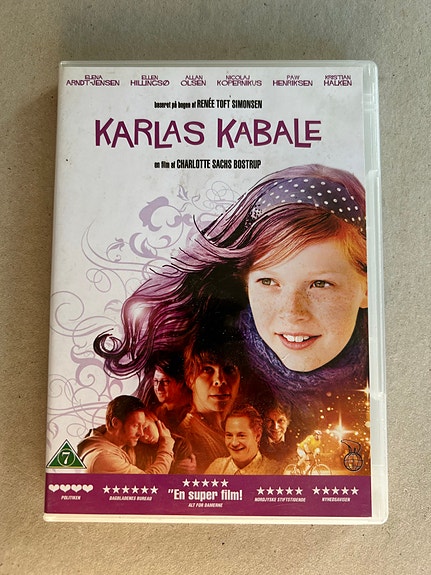 ELENA ARNDT-JENSEN
ELLEN HILLINGSØ
ALLAN OLSEN
NICOLAJ KOPERNIKUS
PAW HENRIKSEN
KRISTIAN HALKEN
baseret på bogen af RENÉE TOFT SIMONSEN
KARLAS KABALE
en film af CHARLOTTE SACHS BOSTRUP
7
POLITIKEN
DAGBLADENES BUREAU
"En super film!
ALT FOR DAMERNE
NORDJYSKE STIFTSTIDENDE
NYHEDSAVISEN